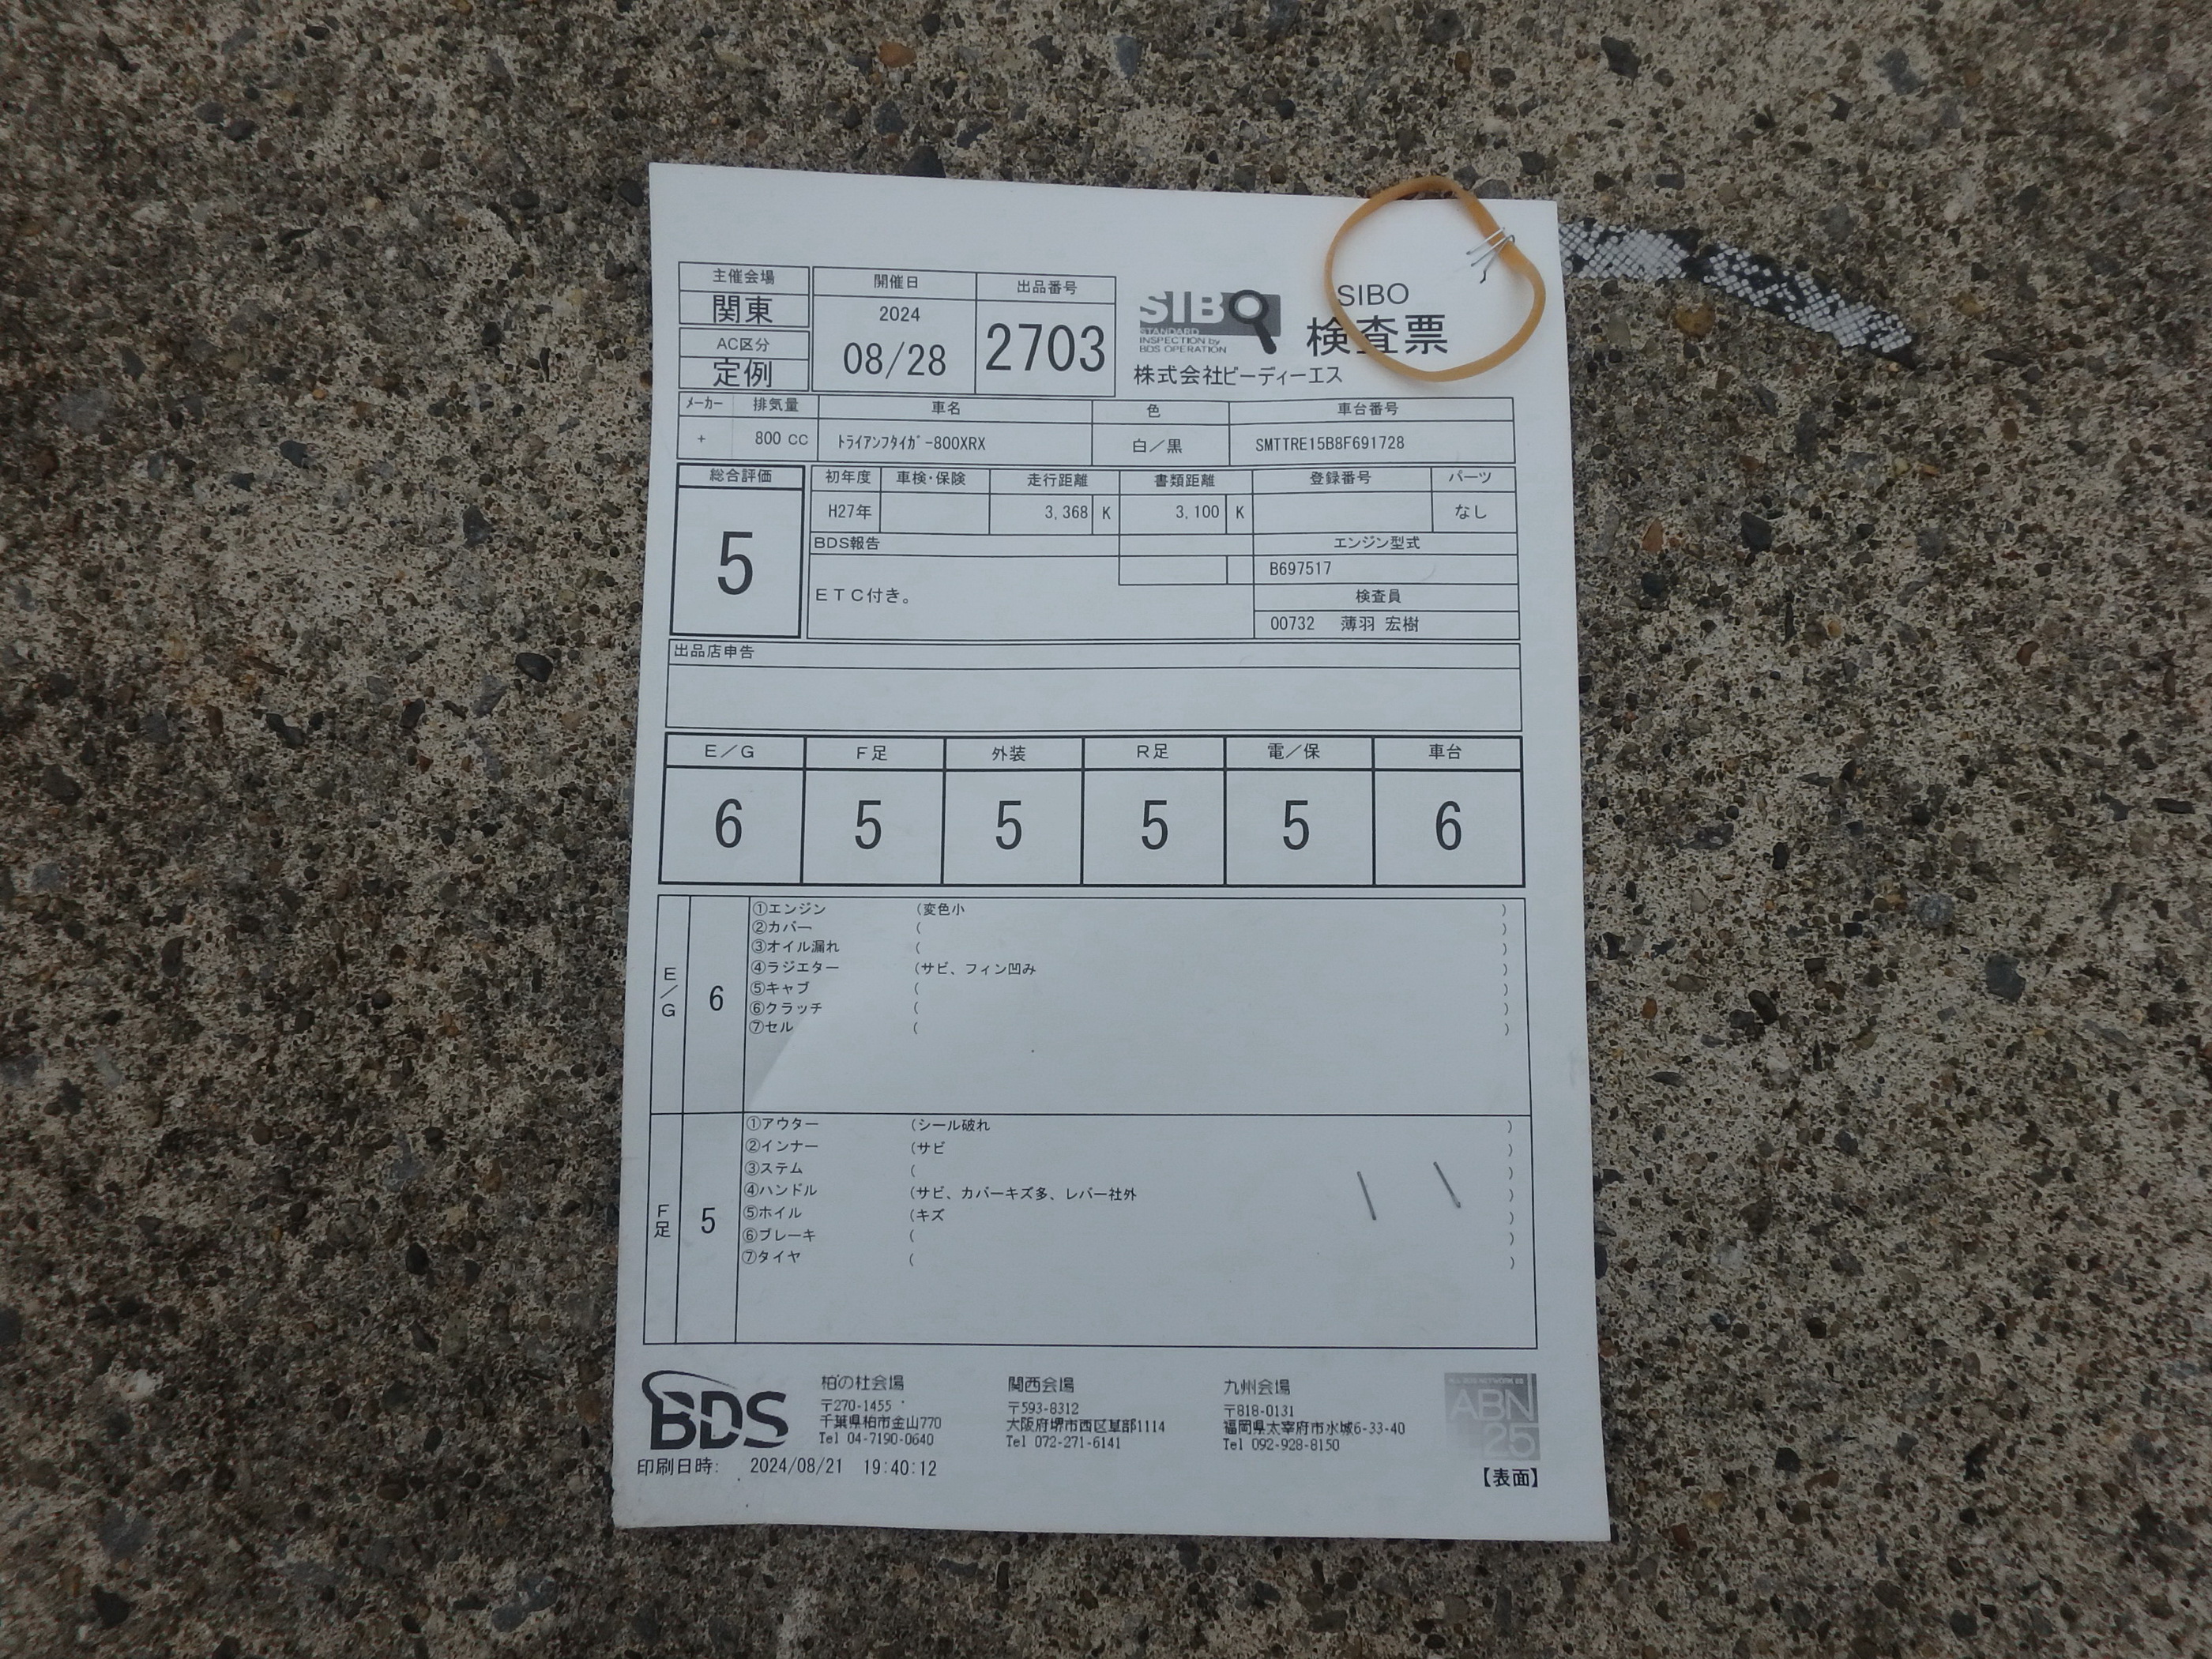 主催会場
関東
AC区分
定例
開催日
2024
08/28
出品番号
2703
SIBO
STANDARD
INSPECTION by
BDS OPERATION
SIBO
検査票
株式会社ビーディーエス
ﾒｰｶｰ 排気量 車名 色 車台番号
+ 800 CC ﾄﾗｲｱﾝﾌﾀｲｶﾞｰ800XRX 白／黒 SMTTRE15B8F691728
総合評価
5
初年度 車検・保険 走行距離 書類距離 登録番号 パーツ
H27年 3,368 K 3,100 K なし
BDS報告 エンジン型式
B697517
ＥＴＣ付き。 検査員
00732 薄羽 宏樹
出品店申告
Ｅ／Ｇ Ｆ足 外装 Ｒ足 電／保 車台
6 5 5 5 5 6
Ｅ／Ｇ
6
①エンジン (変色小 )
②カバー ( )
③オイル漏れ ( )
④ラジエター (サビ、フィン凹み )
⑤キャブ ( )
⑥クラッチ ( )
⑦セル ( )
Ｆ足
5
①アウター (シール破れ )
②インナー (サビ )
③ステム ( )
④ハンドル (サビ、カバーキズ多、レバー社外 )
⑤ホイル (キズ )
⑥ブレーキ ( )
⑦タイヤ ( )
BDS
柏の杜会場
〒270-1455
千葉県柏市金山770
Tel 04-7190-0640
関西会場
〒593-8312
大阪府堺市西区草部1114
Tel 072-271-6141
九州会場
〒818-0131
福岡県太宰府市水城6-33-40
Tel 092-928-8150
ABN
25
印刷日時: 2024/08/21 19:40:12
【表面】